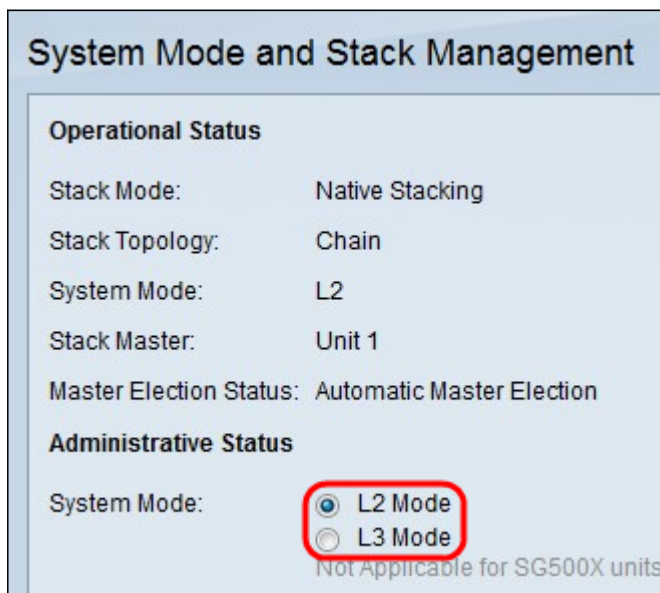 System Mode and Stack Management
Operational Status
Stack Mode: Native Stacking
Stack Topology: Chain
System Mode: L2
Stack Master: Unit 1
Master Election Status: Automatic Master Election
Administrative Status
System Mode: L2 Mode
L3 Mode
Not Applicable for SG500X units